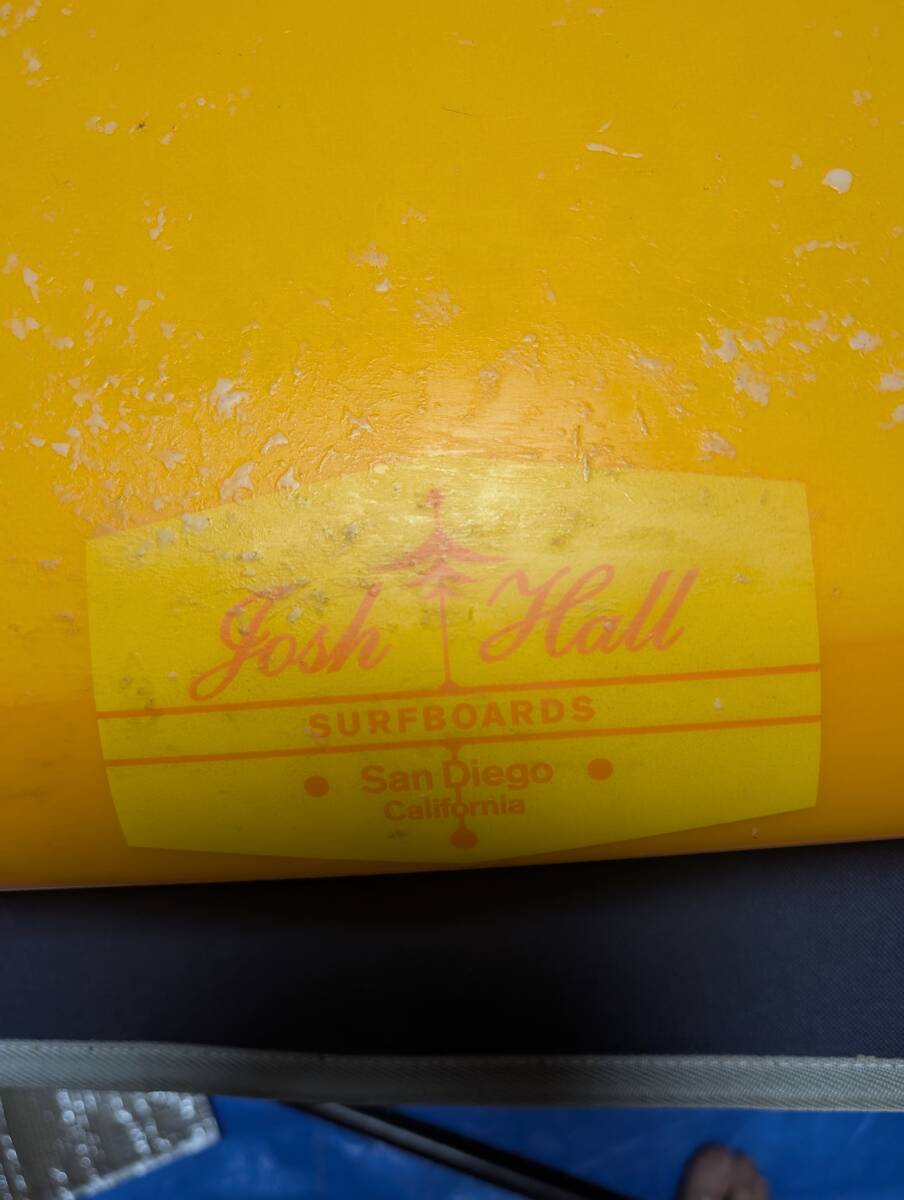 Josh Hall
SURFBOARDS
• San Diego •
California